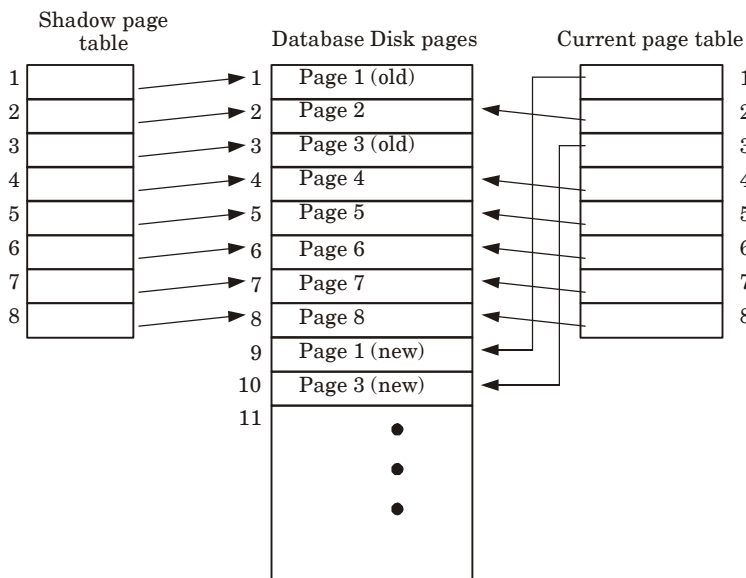 Shadow page
table
Database Disk pages
Current page table
1
2
3
4
5
6
7
8
1 Page 1 (old)
2 Page 2
3 Page 3 (old)
4 Page 4
5 Page 5
6 Page 6
7 Page 7
8 Page 8
9 Page 1 (new)
10 Page 3 (new)
11
1
2
3
4
5
6
7
8